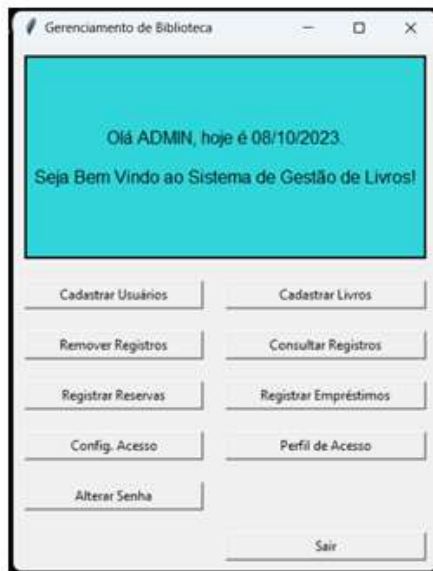 Gerenciamento de Biblioteca
Olá ADMIN, hoje é 08/10/2023.
Seja Bem Vindo ao Sistema de Gestão de Livros!
Cadastrar Usuários
Cadastrar Livros
Remover Registros
Consultar Registros
Registrar Reservas
Registrar Empréstimos
Config. Acesso
Perfil de Acesso
Alterar Senha
Sair